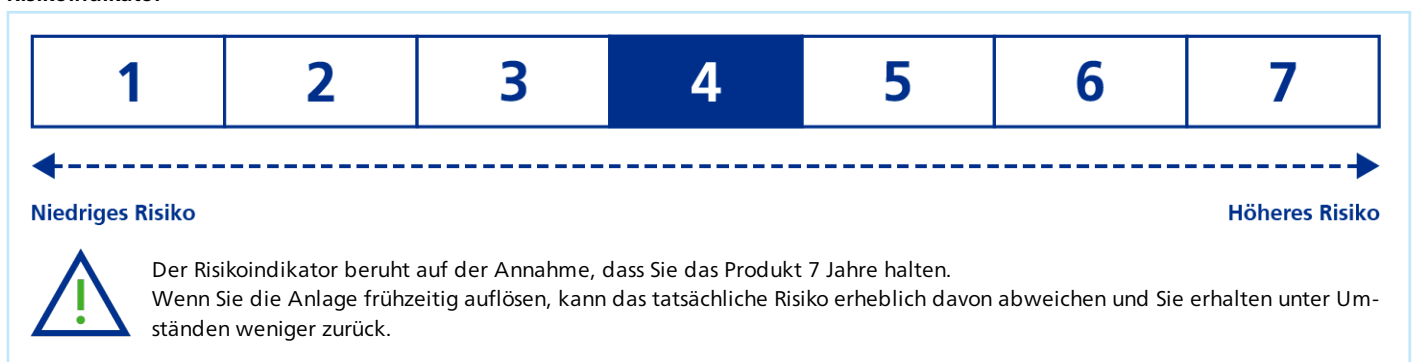 Risikoindikator
1 2 3 4 5 6 7
Niedriges Risiko Höheres Risiko
Der Risikoindikator beruht auf der Annahme, dass Sie das Produkt 7 Jahre halten.
Wenn Sie die Anlage frühzeitig auflösen, kann das tatsächliche Risiko erheblich davon abweichen und Sie erhalten unter Um-
ständen weniger zurück.